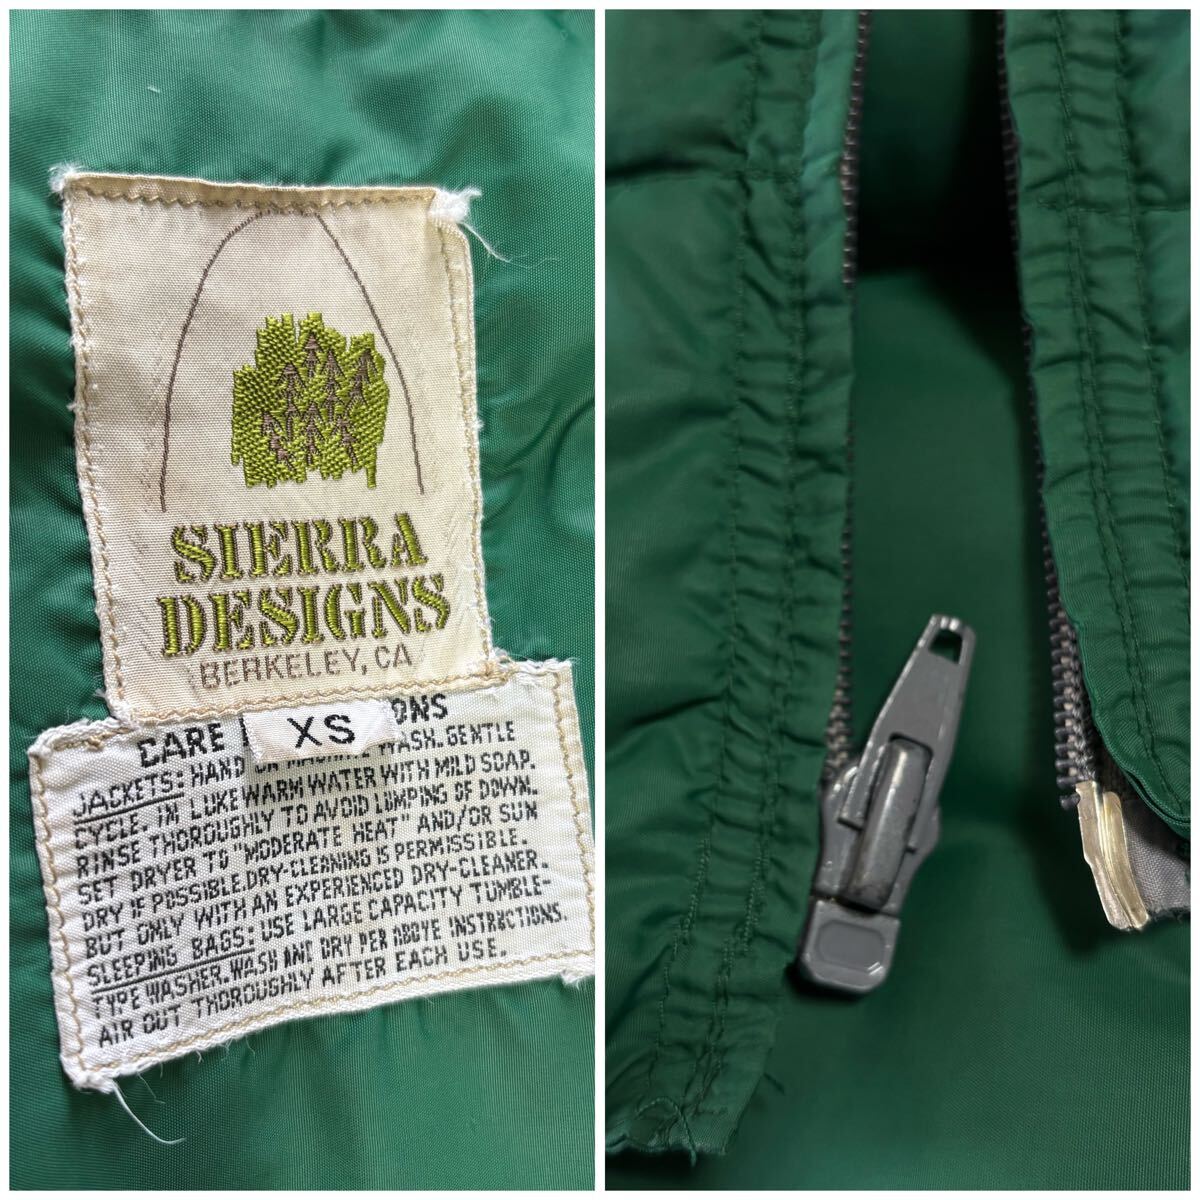 SIERRA
DESIGNS
BERKELEY, CA
XS
CARE ONS
JACKETS: HAND OR MACHINE WASH. GENTLE
CYCLE. IN LUKEWARM WATER WITH MILD SOAP.
RINSE THOROUGHLY TO AVOID LUMPING OF DOWN.
SET DRYER TO "MODERATE HEAT" AND/OR SUN
DRY IF POSSIBLE. DRY-CLEANING IS PERMISSIBLE.
BUT ONLY WITH AN EXPERIENCED DRY-CLEANER.
SLEEPING BAGS: USE LARGE CAPACITY TUMBLE-
TYPE WASHER. WASH AND DRY PER ABOVE INSTRUCTIONS.
AIR OUT THOROUGHLY AFTER EACH USE.